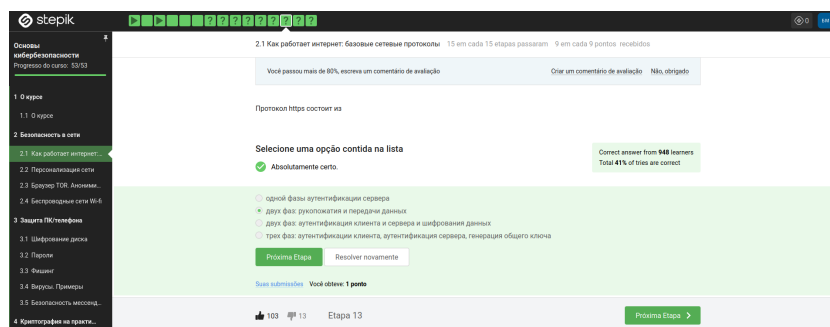 stepik
? ? ? ? ? ? ? ? ?
0
Основы
кибербезопасности
Progresso do curso: 53/53
1 О курсе
1.1 О курсе
2 Безопасность в сети
2.1 Как работает интернет...
2.2 Персонализация сети
2.3 Браузер TOR. Аноними...
2.4 Беспроводные сети Wi-fi
3 Защита ПК/телефона
3.1 Шифрование диска
3.2 Пароли
3.3 Фишинг
3.4 Вирусы. Примеры
3.5 Безопасность мессенд...
4 Криптография на практи...
2.1 Как работает интернет: базовые сетевые протоколы 15 em cada 15 etapas passaram 9 em cada 9 pontos recebidos
Você passou mais de 80%, escreva um comentário de avaliação Criar um comentário de avaliação Não, obrigado
Протокол https состоит из
Selecione uma opção contida na lista
Absolutamente certo.
Correct answer from 948 learners
Total 41% of tries are correct
одной фазы аутентификации сервера
двух фаз: рукопожатия и передачи данных
двух фаз: аутентификация клиента и сервера и шифрования данных
трех фаз: аутентификации клиента, аутентификация сервера, генерация общего ключа
Próxima Etapa Resolver novamente
Suas submissões Você obteve: 1 ponto
103 13 Etapa 13 Próxima Etapa